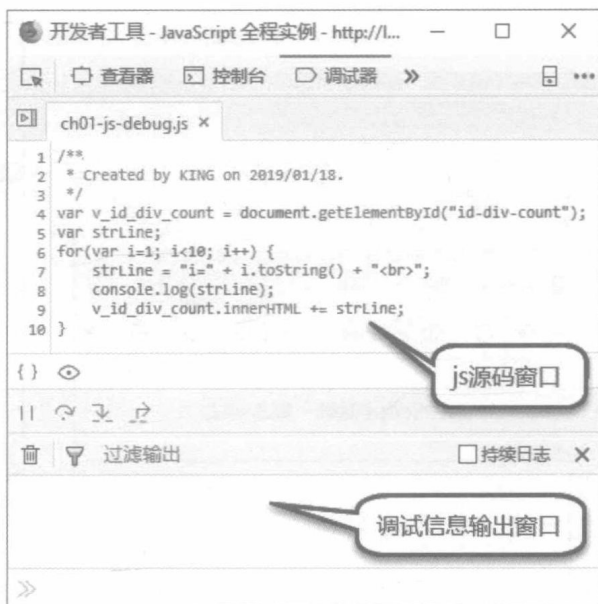 开发者工具 - JavaScript 全程实例 - http://l...
查看器 控制台 调试器 »
ch01-js-debug.js ×
1 /**
2 * Created by KING on 2019/01/18.
3 */
4 var v_id_div_count = document.getElementById("id-div-count");
5 var strLine;
6 for(var i=1; i<10; i++) {
7 strLine = "i=" + i.toString() + "<br>";
8 console.log(strLine);
9 v_id_div_count.innerHTML += strLine;
10 }
js源码窗口
{ }
过滤输出 持续日志 ×
调试信息输出窗口
»